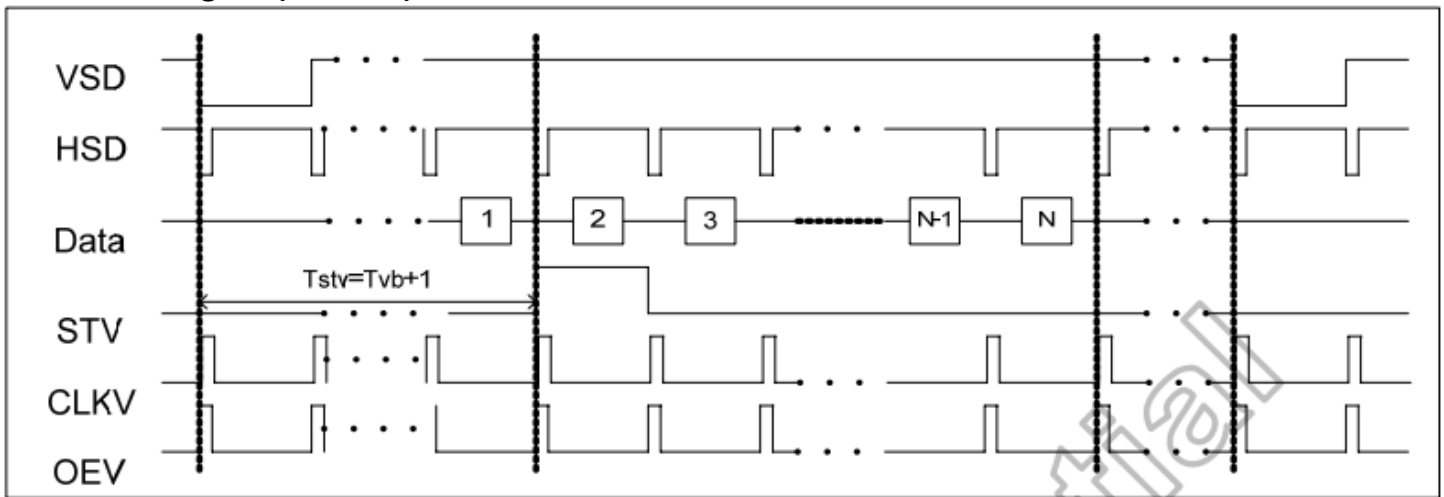 VSD
HSD
Data
1
2
3
N-1
N
Tstv=Tvb+1
STV
CLKV
OEV